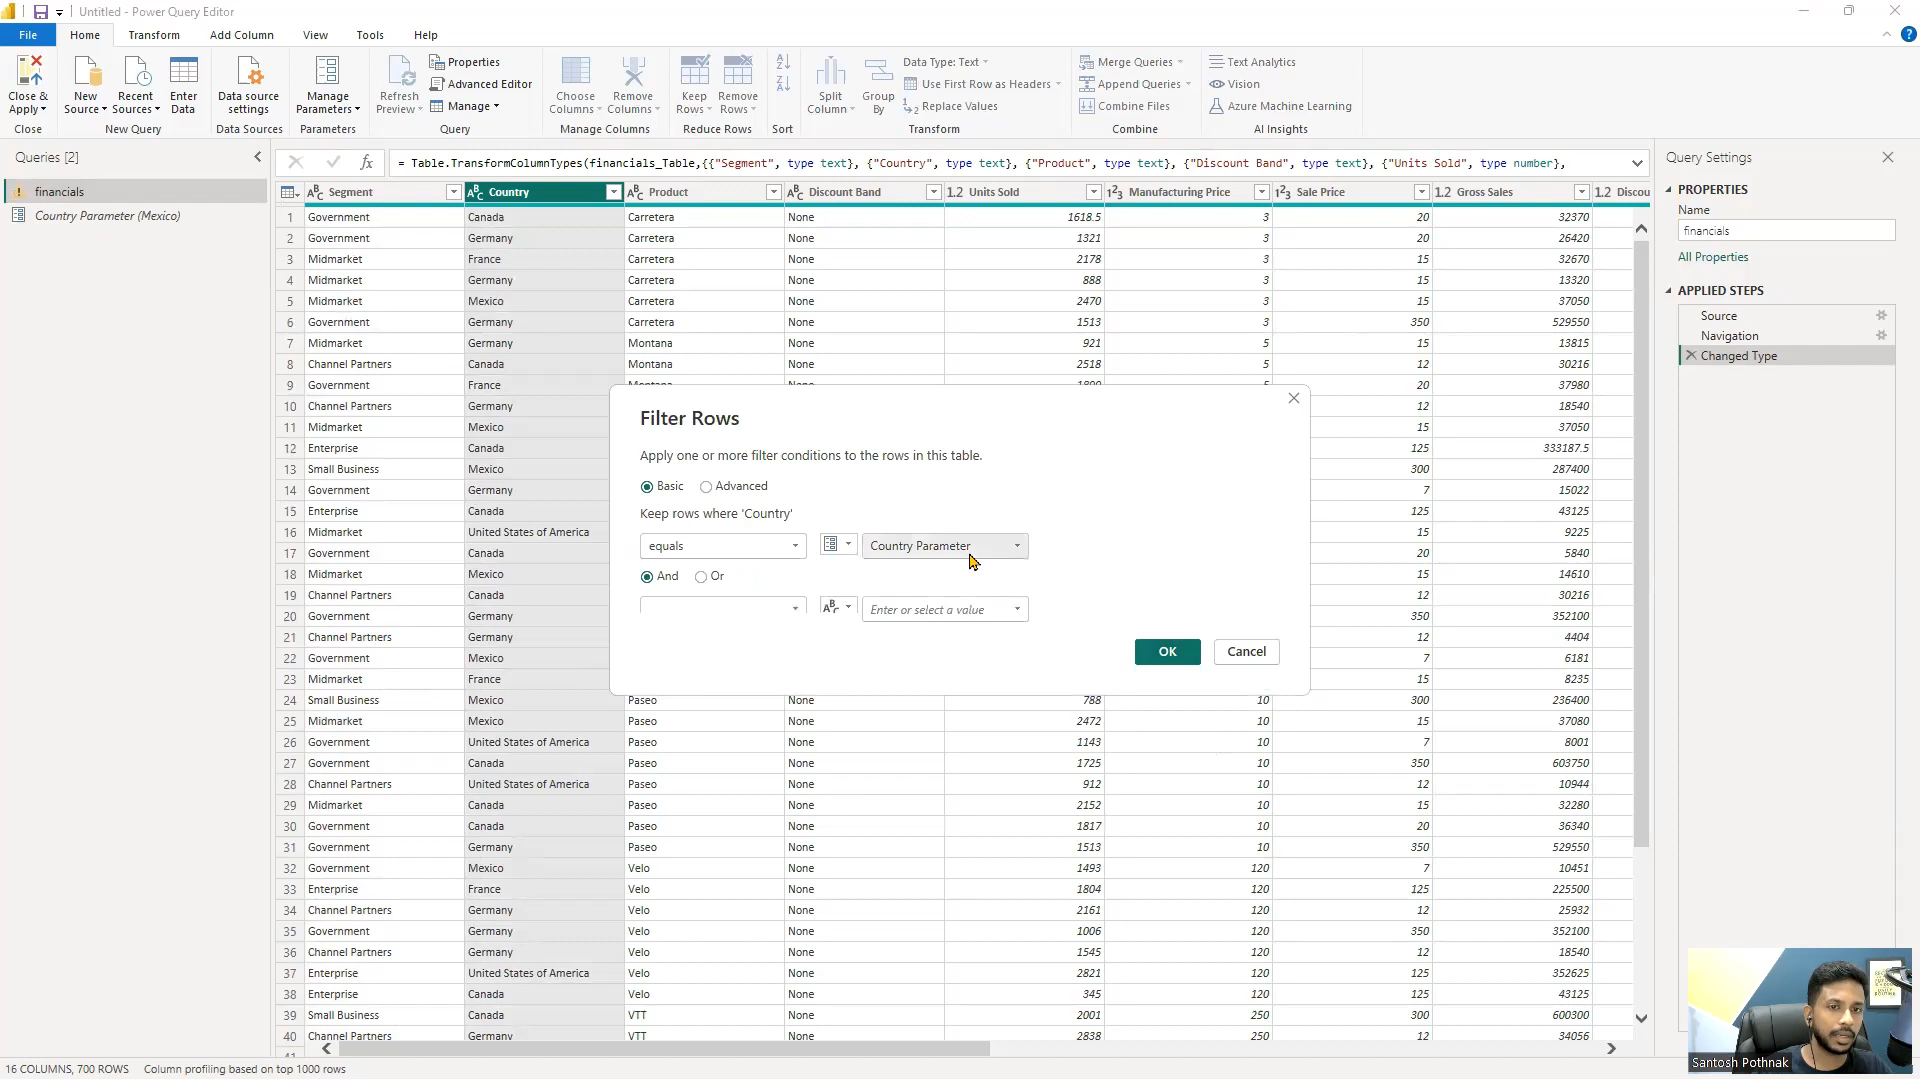 Untitled - Power Query Editor
File Home Transform Add Column View Tools Help
Close & Apply
New Source
Recent Sources
Enter Data
Data source settings
Manage Parameters
Refresh Preview
Properties
Advanced Editor
Manage
Choose Columns
Remove Columns
Keep Rows
Remove Rows
Split Column
Group By
Data Type: Text
Use First Row as Headers
Replace Values
Merge Queries
Append Queries
Combine Files
Text Analytics
Vision
Azure Machine Learning
Close New Query Data Sources Parameters Query Manage Columns Reduce Rows Sort Transform Combine AI Insights
Queries [2]
financials
Country Parameter (Mexico)
fx = Table.TransformColumnTypes(financials_Table,{{"Segment", type text}, {"Country", type text}, {"Product", type text}, {"Discount Band", type text}, {"Units Sold", type number},
Segment Country Product Discount Band 1.2 Units Sold 123 Manufacturing Price 123 Sale Price 1.2 Gross Sales 1.2 Discou
1 Government Canada Carretera None 1618.5 3 20 32370
2 Government Germany Carretera None 1321 3 20 26420
3 Midmarket France Carretera None 2178 3 15 32670
4 Midmarket Germany Carretera None 888 3 15 13320
5 Midmarket Mexico Carretera None 2470 3 15 37050
6 Government Germany Carretera None 1513 3 350 529550
7 Midmarket Germany Montana None 921 5 15 13815
8 Channel Partners Canada Montana None 2518 5 12 30216
9 Government France Montana None 1899 5 20 37980
10 Channel Partners Germany 12 18540
11 Midmarket Mexico 15 37050
12 Enterprise Canada 125 333187.5
13 Small Business Mexico 300 287400
14 Government Germany 7 15022
15 Enterprise Canada 125 43125
16 Midmarket United States of America 15 9225
17 Government Canada 20 5840
18 Midmarket Mexico 15 14610
19 Channel Partners Canada 12 30216
20 Government Germany 350 352100
21 Channel Partners Germany 12 4404
22 Government Mexico 7 6181
23 Midmarket France 15 8235
24 Small Business Mexico Paseo None 788 10 300 236400
25 Midmarket Mexico Paseo None 2472 10 15 37080
26 Government United States of America Paseo None 1143 10 7 8001
27 Government Canada Paseo None 1725 10 350 603750
28 Channel Partners United States of America Paseo None 912 10 12 10944
29 Midmarket Canada Paseo None 2152 10 15 32280
30 Government Canada Paseo None 1817 10 20 36340
31 Government Germany Paseo None 1513 10 350 529550
32 Government Mexico Velo None 1493 120 7 10451
33 Enterprise France Velo None 1804 120 125 225500
34 Channel Partners Germany Velo None 2161 120 12 25932
35 Government Germany Velo None 1006 120 350 352100
36 Channel Partners Germany Velo None 1545 120 12 18540
37 Enterprise United States of America Velo None 2821 120 125 352625
38 Enterprise Canada Velo None 345 120 125 43125
39 Small Business Canada VTT None 2001 250 300 600300
40 Channel Partners Germany VTT None 2838 250 12 34056
41
Filter Rows
Apply one or more filter conditions to the rows in this table.
Basic Advanced
Keep rows where 'Country'
equals Country Parameter
And Or
Enter or select a value
OK Cancel
Query Settings
PROPERTIES
Name
financials
All Properties
APPLIED STEPS
Source
Navigation
Changed Type
Santosh Pothnak
16 COLUMNS, 700 ROWS Column profiling based on top 1000 rows